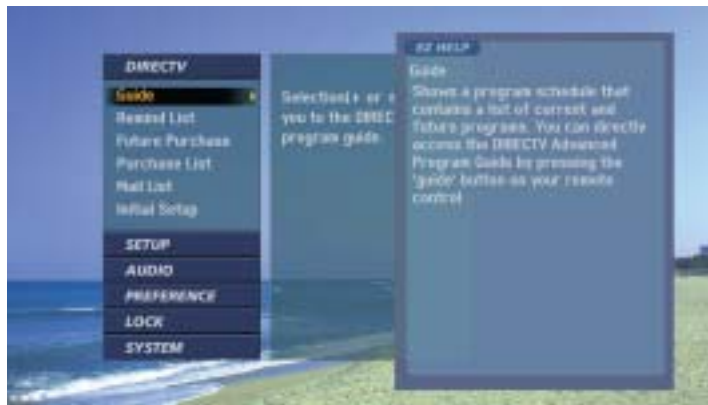 DIRECTV
Guide
Remind List
Future Purchase
Purchase List
Mail List
Initial Setup
SETUP
AUDIO
PREFERENCE
LOCK
SYSTEM
you to the
program guide.
EZ HELP
Guide
Shows a program schedule that
contains a list of current and
future programs. You can directly
access the DIRECTV Advanced
Program Guide by pressing the
'guide' button on your remote
control